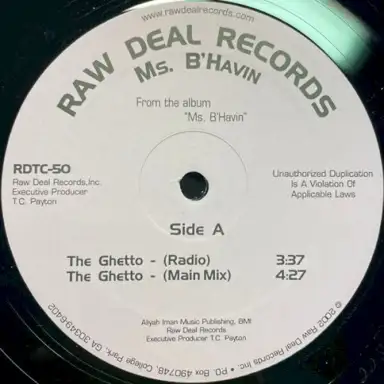 www.rawdealrecords.com
RAW DEAL RECORDS
Ms. B'HAVIN
From the album
"Ms. B'Havin"
RDTC-50
Raw Deal Records,Inc.
Executive Producer
T.C. Payton
Unauthorized Duplication
Is A Violation Of
Applicable Laws
Side A
The Ghetto - (Radio) 3:37
The Ghetto - (Main Mix) 4:27
Aliyah Iman Music Publishing, BMI
Raw Deal Records
Executive Producer T.C. Payton
© 2002 Raw Deal Records Inc • P.O. Box 490748, College Park, GA 303496402